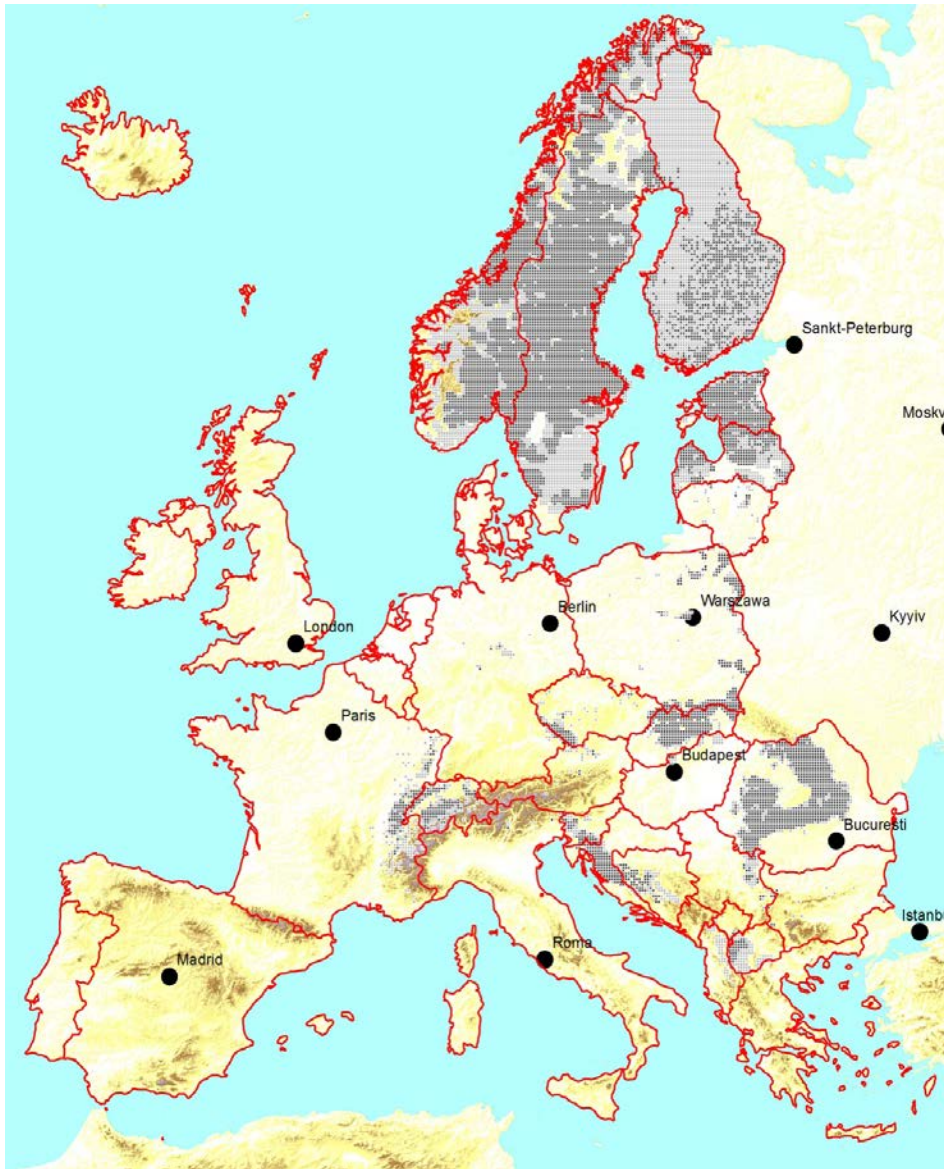 Sankt-Peterburg
Moskv
Berlin
Warszawa
Kyyiv
London
Paris
Budapest
Bucuresti
Istanbu
Roma
Madrid